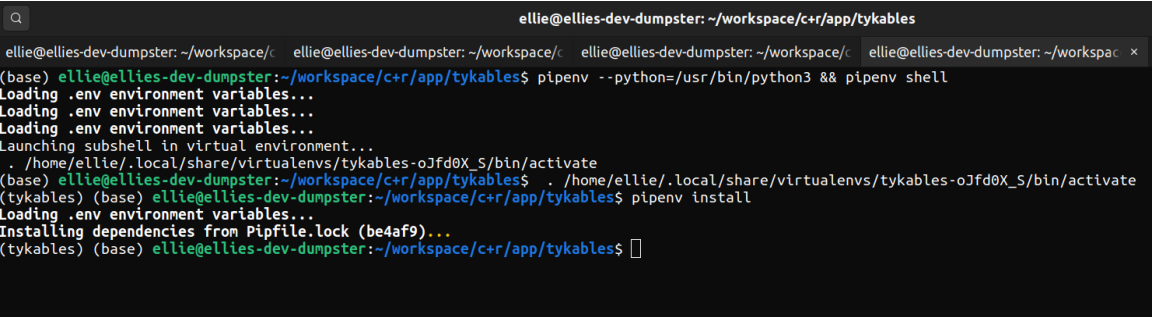 ellie@ellies-dev-dumpster: ~/workspace/c+r/app/tykables
ellie@ellies-dev-dumpster: ~/workspace/c ellie@ellies-dev-dumpster: ~/workspace/c ellie@ellies-dev-dumpster: ~/workspace/c ellie@ellies-dev-dumpster: ~/workspac ×
(base) ellie@ellies-dev-dumpster:~/workspace/c+r/app/tykables$ pipenv --python=/usr/bin/python3 && pipenv shell
Loading .env environment variables...
Loading .env environment variables...
Loading .env environment variables...
Launching subshell in virtual environment...
 . /home/ellie/.local/share/virtualenvs/tykables-oJfd0X_S/bin/activate
(base) ellie@ellies-dev-dumpster:~/workspace/c+r/app/tykables$  . /home/ellie/.local/share/virtualenvs/tykables-oJfd0X_S/bin/activate
(tykables) (base) ellie@ellies-dev-dumpster:~/workspace/c+r/app/tykables$ pipenv install
Loading .env environment variables...
Installing dependencies from Pipfile.lock (be4af9)...
(tykables) (base) ellie@ellies-dev-dumpster:~/workspace/c+r/app/tykables$